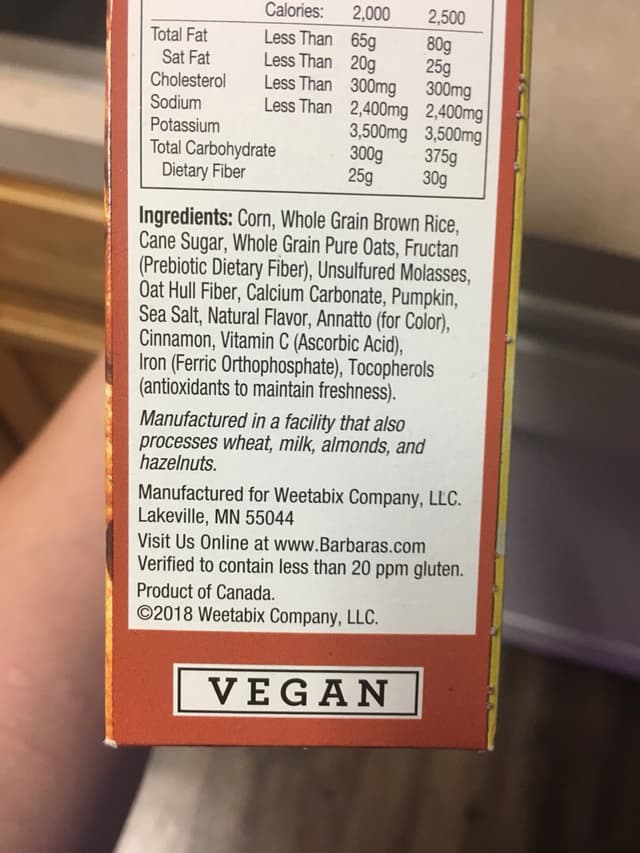 Calories: 2,000 2,500
Total Fat Less Than 65g 80g
Sat Fat Less Than 20g 25g
Cholesterol Less Than 300mg 300mg
Sodium Less Than 2,400mg 2,400mg
Potassium 3,500mg 3,500mg
Total Carbohydrate 300g 375g
Dietary Fiber 25g 30g
Ingredients: Corn, Whole Grain Brown Rice,
Cane Sugar, Whole Grain Pure Oats, Fructan
(Prebiotic Dietary Fiber), Unsulfured Molasses,
Oat Hull Fiber, Calcium Carbonate, Pumpkin,
Sea Salt, Natural Flavor, Annatto (for Color),
Cinnamon, Vitamin C (Ascorbic Acid),
Iron (Ferric Orthophosphate), Tocopherols
(antioxidants to maintain freshness).
Manufactured in a facility that also
processes wheat, milk, almonds, and
hazelnuts.
Manufactured for Weetabix Company, LLC.
Lakeville, MN 55044
Visit Us Online at www.Barbaras.com
Verified to contain less than 20 ppm gluten.
Product of Canada.
©2018 Weetabix Company, LLC.
VEGAN